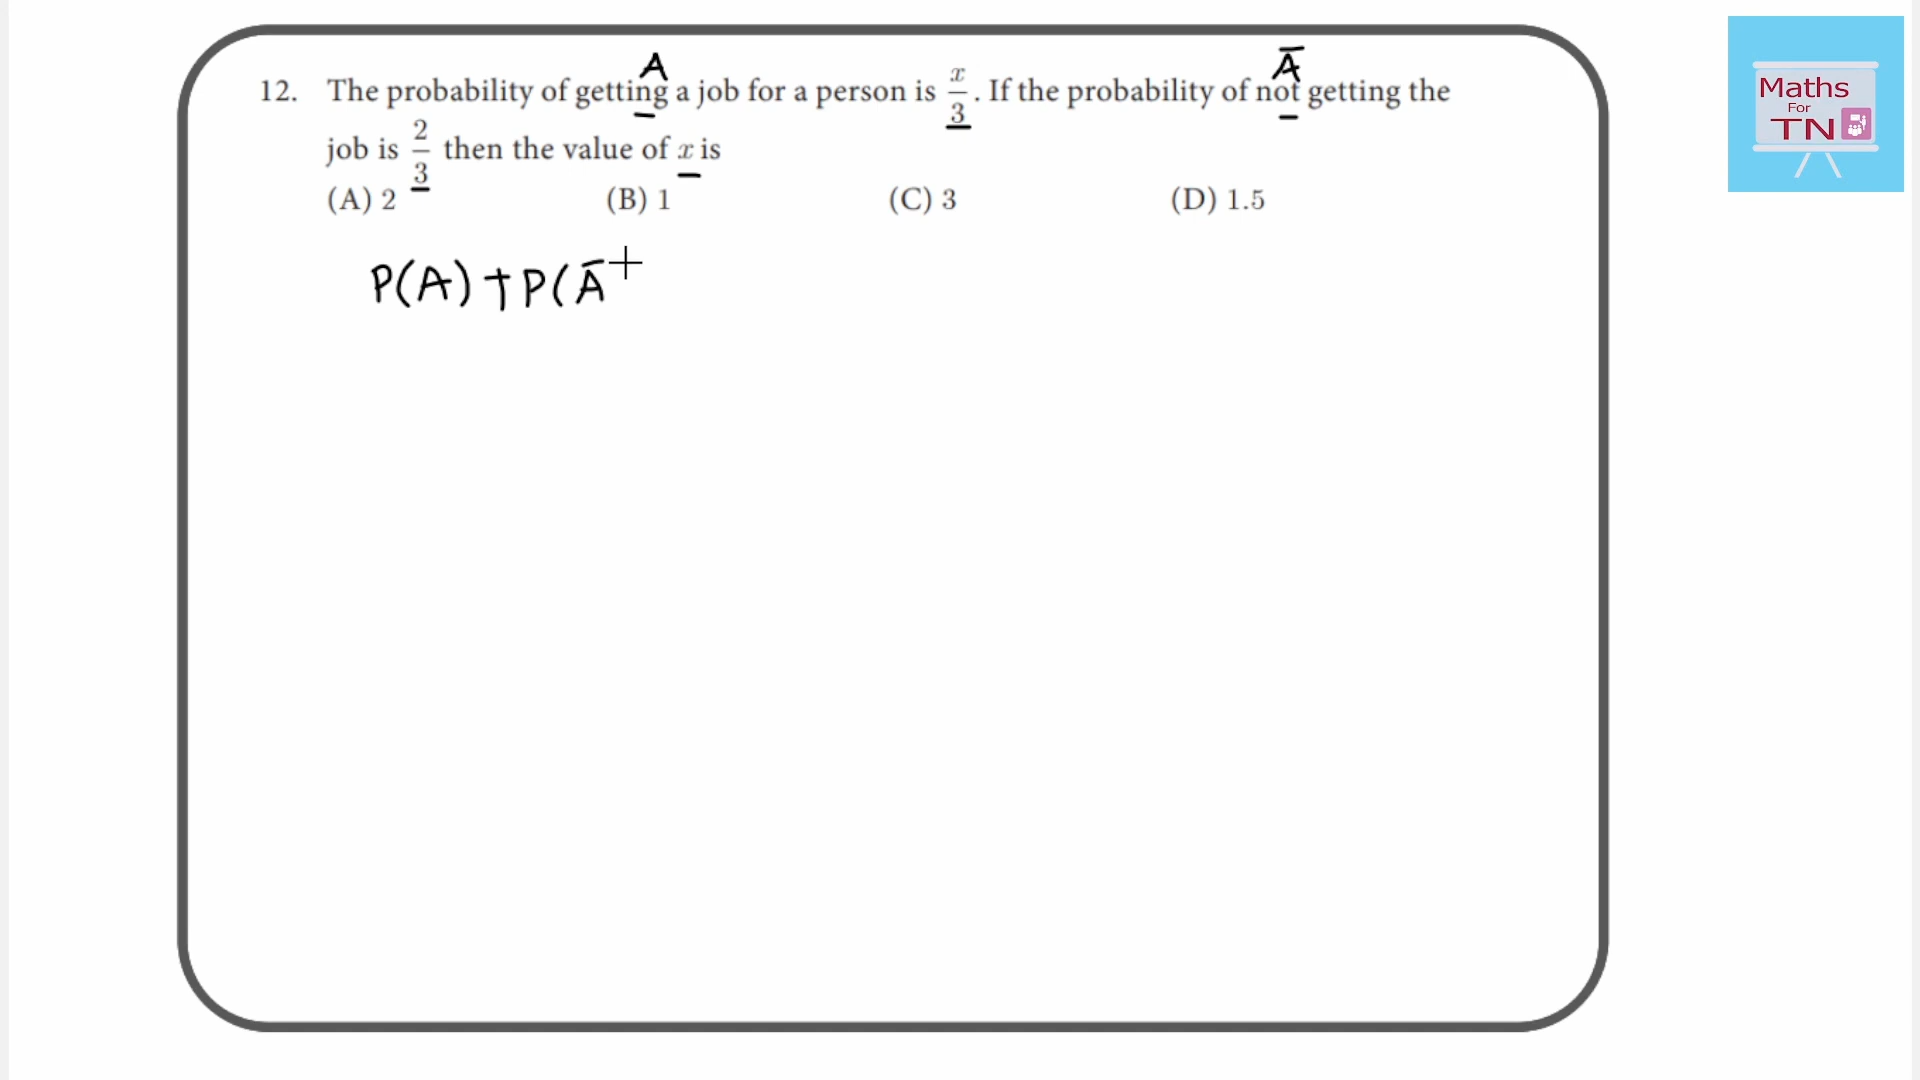 A
Ā
12. The probability of getting a job for a person is x/3. If the probability of not getting the
job is 2/3 then the value of x is
(A) 2 (B) 1 (C) 3 (D) 1.5
P(A)+P(Ā
Maths
For
TN